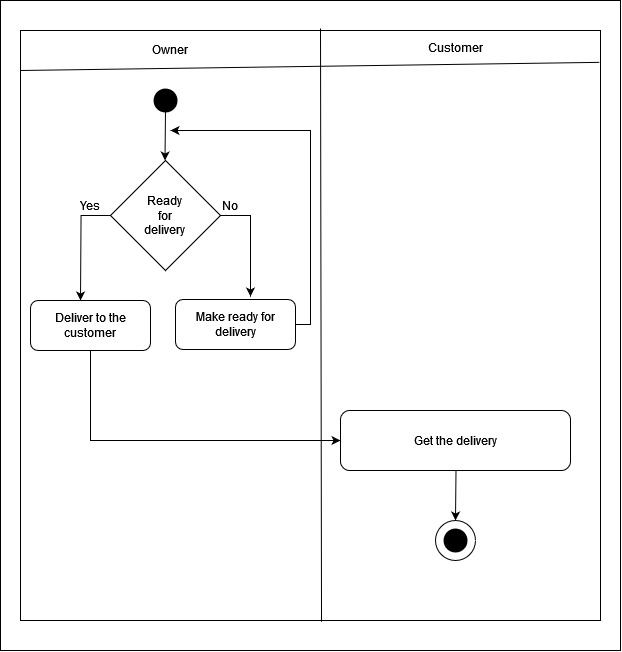 Owner
Customer
Ready
for
delivery
Yes
No
Deliver to the
customer
Make ready for
delivery
Get the delivery